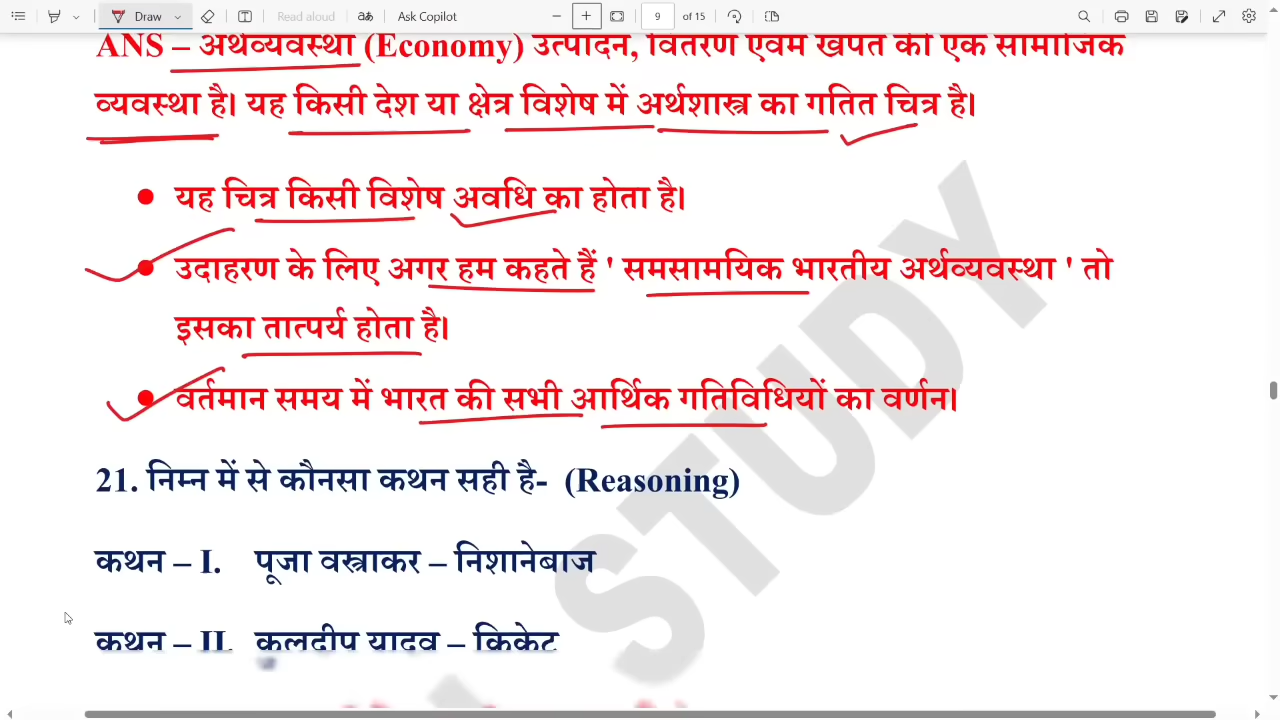 Draw
Read aloud
Ask Copilot
9 of 15
ANS – अर्थव्यवस्था (Economy) उत्पादन, वितरण एवम खपत की एक सामाजिक
व्यवस्था है। यह किसी देश या क्षेत्र विशेष में अर्थशास्त्र का गतित चित्र है।
• यह चित्र किसी विशेष अवधि का होता है।
• उदाहरण के लिए अगर हम कहते हैं ' समसामयिक भारतीय अर्थव्यवस्था ' तो
इसका तात्पर्य होता है।
• वर्तमान समय में भारत की सभी आर्थिक गतिविधियों का वर्णन।
21. निम्न में से कौनसा कथन सही है- (Reasoning)
कथन – I. पूजा वस्त्राकर – निशानेबाज
कथन – II. कुलदीप यादव – क्रिकेट
STUDY